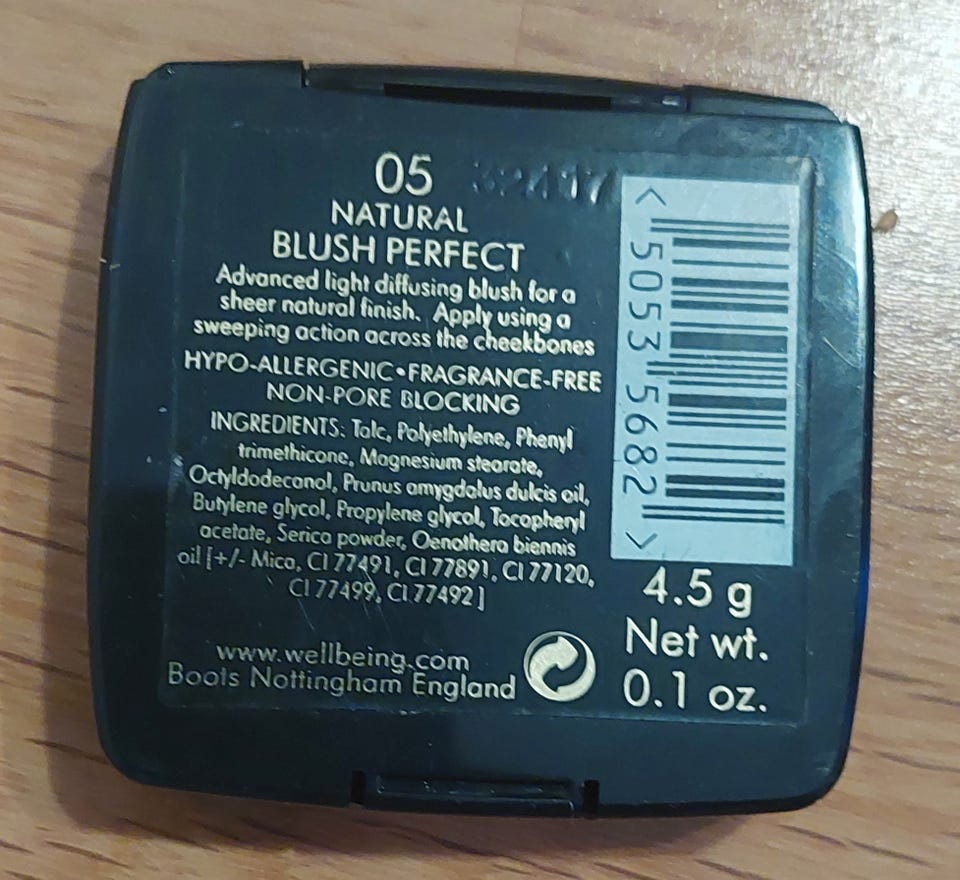 05
NATURAL
BLUSH PERFECT
Advanced light diffusing blush for a
sheer natural finish. Apply using a
sweeping action across the cheekbones
HYPO-ALLERGENIC•FRAGRANCE-FREE
NON-PORE BLOCKING
INGREDIENTS: Talc, Polyethylene, Phenyl
trimethicone, Magnesium stearate,
Octyldodecanol, Prunus amygdalus dulcis oil,
Butylene glycol, Propylene glycol, Tocopheryl
acetate, Serica powder, Oenothera biennis
oil [+/- Mica, CI 77491, CI 77891, CI 77120,
CI 77499, CI 77492 ]
www.wellbeing.com
Boots Nottingham England
< 5053 5682 >
4.5 g
Net wt.
0.1 oz.